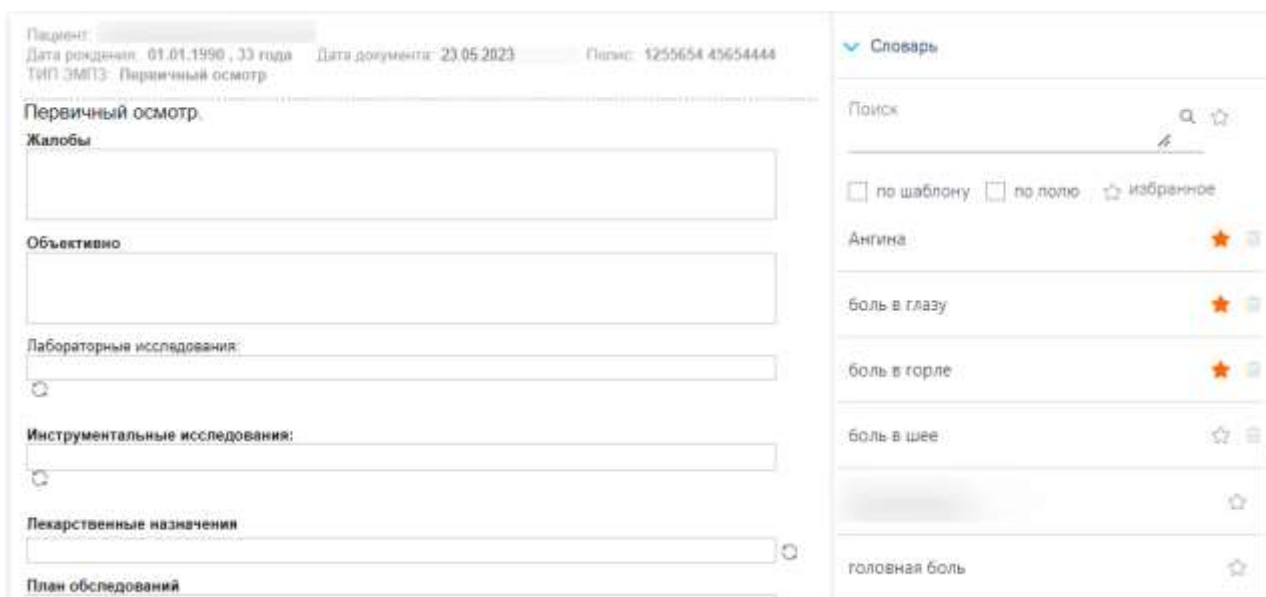 Пациент:
Дата рождения: 01.01.1990 , 33 года Дата документа: 23.05.2023 Полис: 1255654 45654444
ТИП ЭМПЗ: Первичный осмотр
Первичный осмотр.
Жалобы
Объективно
Лабораторные исследования:
Инструментальные исследования:
Лекарственные назначения
План обследований
Словарь
Поиск
по шаблону по полю избранное
Ангина
боль в глазу
боль в горле
боль в шее
головная боль